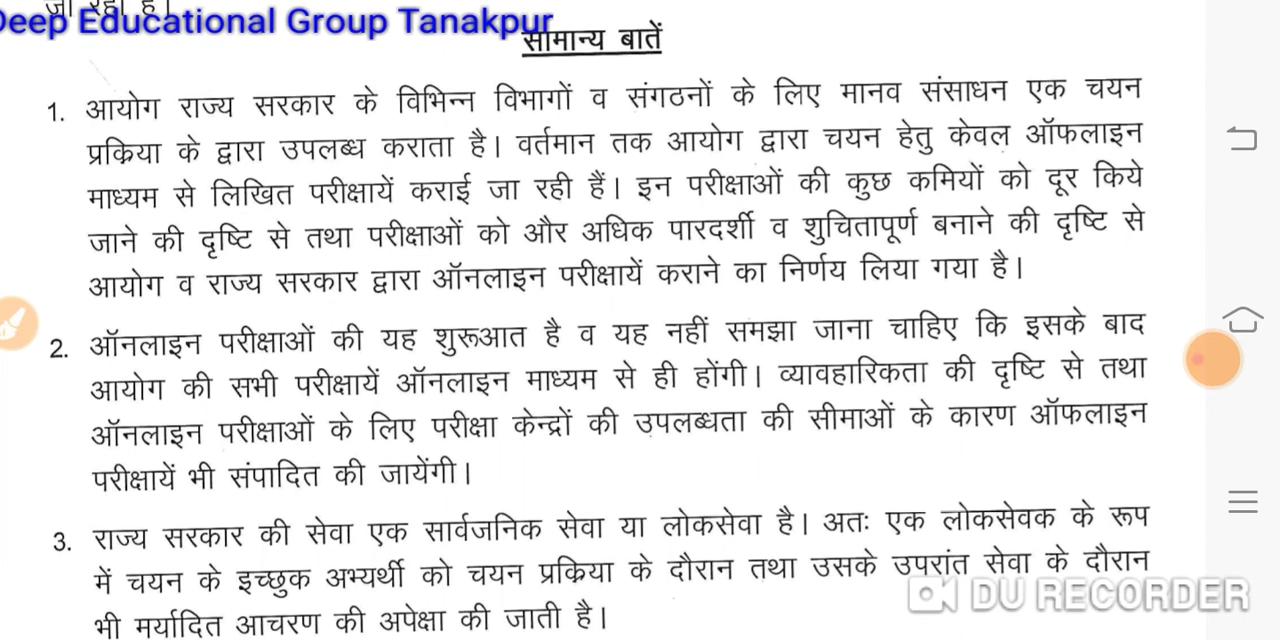 जा रही है।
Deep Educational Group Tanakpur
सामान्य बातें
1. आयोग राज्य सरकार के विभिन्न विभागों व संगठनों के लिए मानव संसाधन एक चयन
प्रकिया के द्वारा उपलब्ध कराता है। वर्तमान तक आयोग द्वारा चयन हेतु केवल ऑफलाइन
माध्यम से लिखित परीक्षायें कराई जा रही हैं। इन परीक्षाओं की कुछ कमियों को दूर किये
जाने की दृष्टि से तथा परीक्षाओं को और अधिक पारदर्शी व शुचितापूर्ण बनाने की दृष्टि से
आयोग व राज्य सरकार द्वारा ऑनलाइन परीक्षायें कराने का निर्णय लिया गया है।
2. ऑनलाइन परीक्षाओं की यह शुरूआत है व यह नहीं समझा जाना चाहिए कि इसके बाद
आयोग की सभी परीक्षायें ऑनलाइन माध्यम से ही होंगी। व्यावहारिकता की दृष्टि से तथा
ऑनलाइन परीक्षाओं के लिए परीक्षा केन्द्रों की उपलब्धता की सीमाओं के कारण ऑफलाइन
परीक्षायें भी संपादित की जायेंगी।
3. राज्य सरकार की सेवा एक सार्वजनिक सेवा या लोकसेवा है। अतः एक लोकसेवक के रूप
में चयन के इच्छुक अभ्यर्थी को चयन प्रकिया के दौरान तथा उसके उपरांत सेवा के दौरान
भी मर्यादित आचरण की अपेक्षा की जाती है।
DU RECORDER